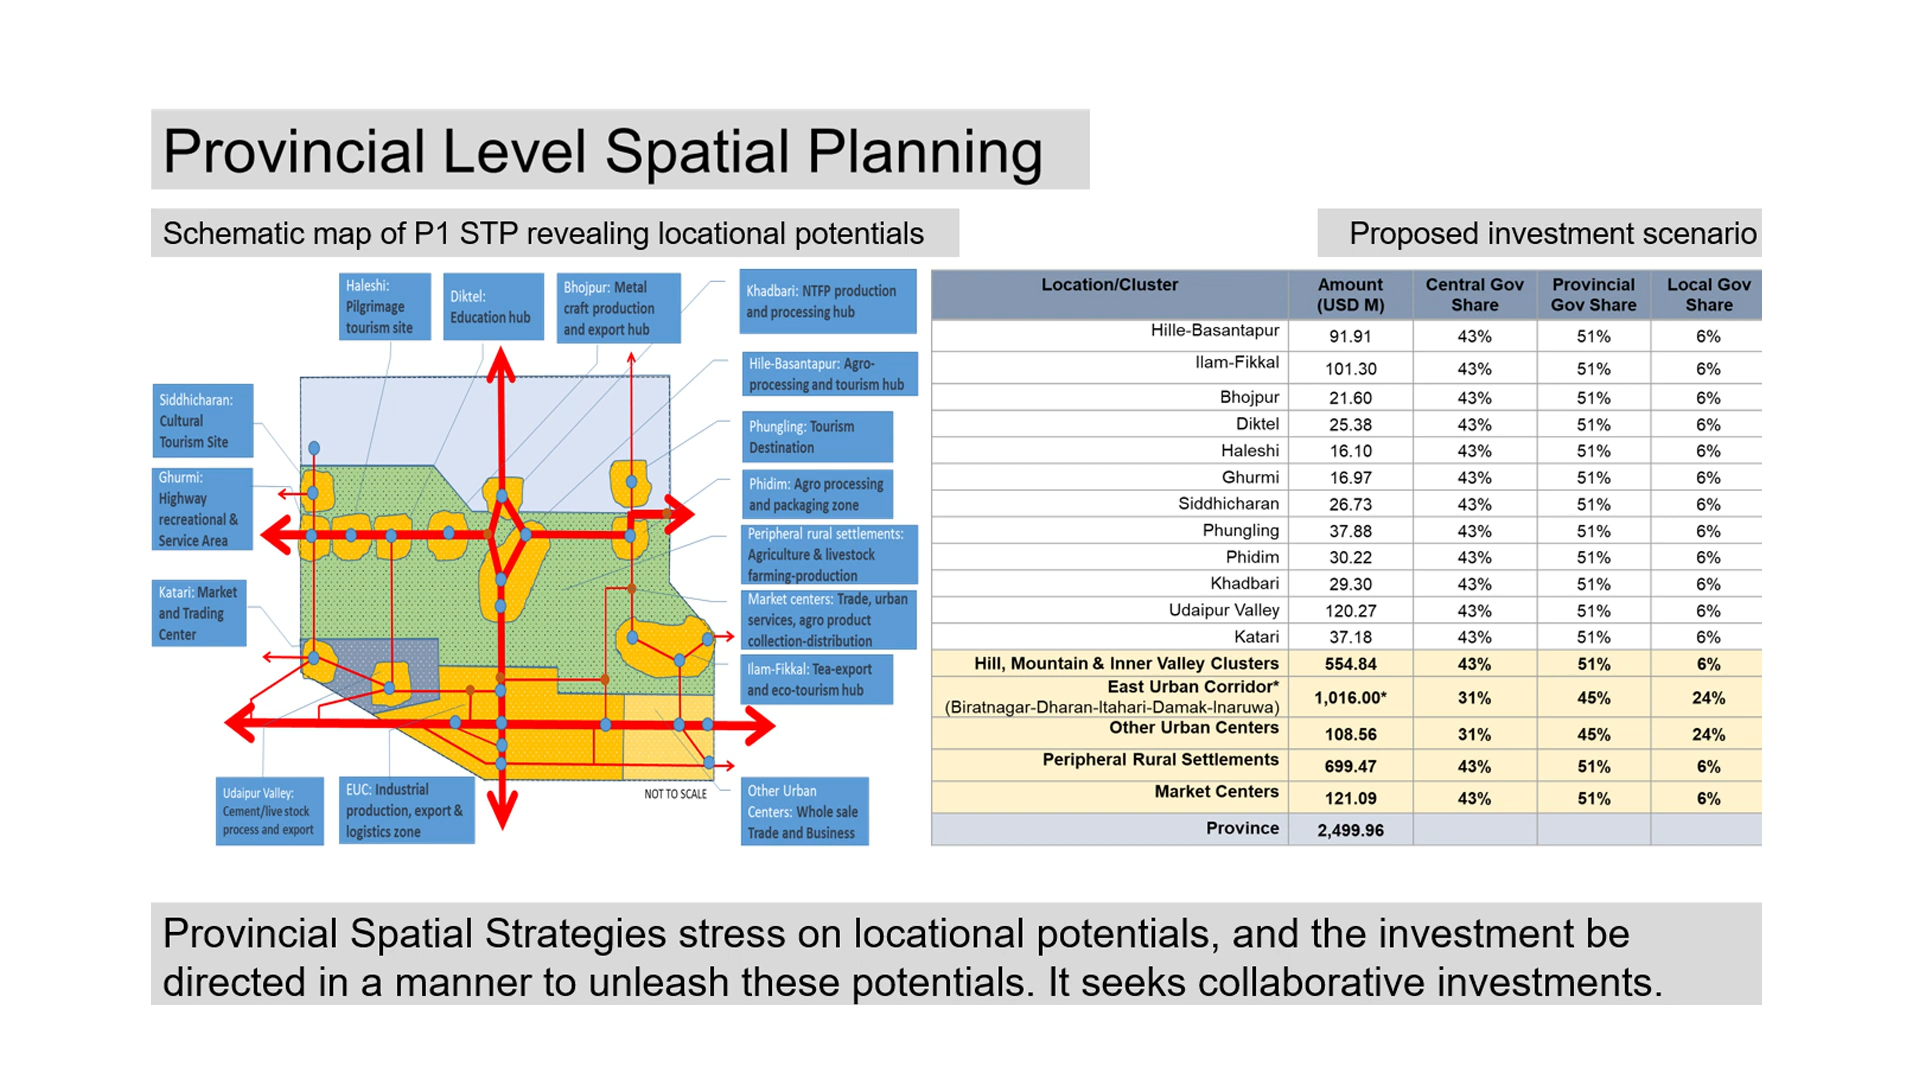 Provincial Level Spatial Planning
Schematic map of P1 STP revealing locational potentials
Proposed investment scenario
Haleshi:
Pilgrimage
tourism site
Diktel:
Education hub
Bhojpur: Metal
craft production
and export hub
Khadbari: NTFP production
and processing hub
Hile-Basantapur: Agro-
processing and tourism hub
Siddhicharan:
Cultural
Tourism Site
Phungling: Tourism
Destination
Ghurmi:
Highway
recreational &
Service Area
Phidim: Agro processing
and packaging zone
Peripheral rural settlements:
Agriculture & livestock
farming-production
Katari: Market
and Trading
Center
Market centers: Trade, urban
services, agro product
collection-distribution
Ilam-Fikkal: Tea-export
and eco-tourism hub
Udaipur Valley:
Cement/live stock
process and export
EUC: Industrial
production, export &
logistics zone
NOT TO SCALE
Other Urban
Centers: Whole sale
Trade and Business
Location/Cluster Amount (USD M) Central Gov Share Provincial Gov Share Local Gov Share
Hille-Basantapur 91.91 43% 51% 6%
Ilam-Fikkal 101.30 43% 51% 6%
Bhojpur 21.60 43% 51% 6%
Diktel 25.38 43% 51% 6%
Haleshi 16.10 43% 51% 6%
Ghurmi 16.97 43% 51% 6%
Siddhicharan 26.73 43% 51% 6%
Phungling 37.88 43% 51% 6%
Phidim 30.22 43% 51% 6%
Khadbari 29.30 43% 51% 6%
Udaipur Valley 120.27 43% 51% 6%
Katari 37.18 43% 51% 6%
Hill, Mountain & Inner Valley Clusters 554.84 43% 51% 6%
East Urban Corridor*
(Biratnagar-Dharan-Itahari-Damak-Inaruwa) 1,016.00* 31% 45% 24%
Other Urban Centers 108.56 31% 45% 24%
Peripheral Rural Settlements 699.47 43% 51% 6%
Market Centers 121.09 43% 51% 6%
Province 2,499.96
Provincial Spatial Strategies stress on locational potentials, and the investment be
directed in a manner to unleash these potentials. It seeks collaborative investments.